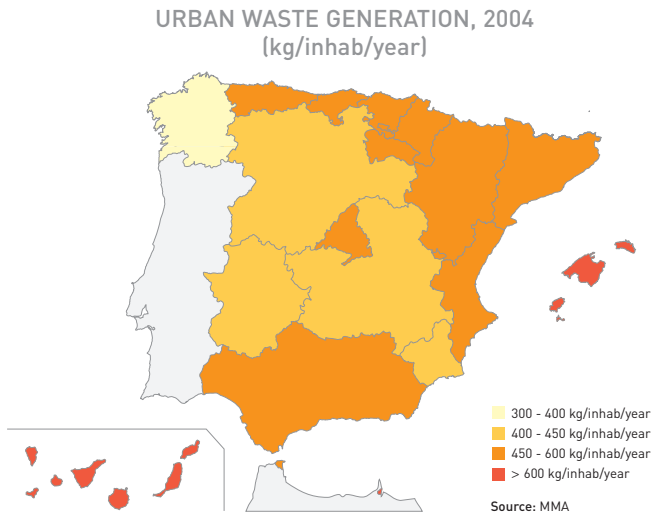 URBAN WASTE GENERATION, 2004
(kg/inhab/year)
300 - 400 kg/inhab/year
400 - 450 kg/inhab/year
450 - 600 kg/inhab/year
> 600 kg/inhab/year
Source: MMA